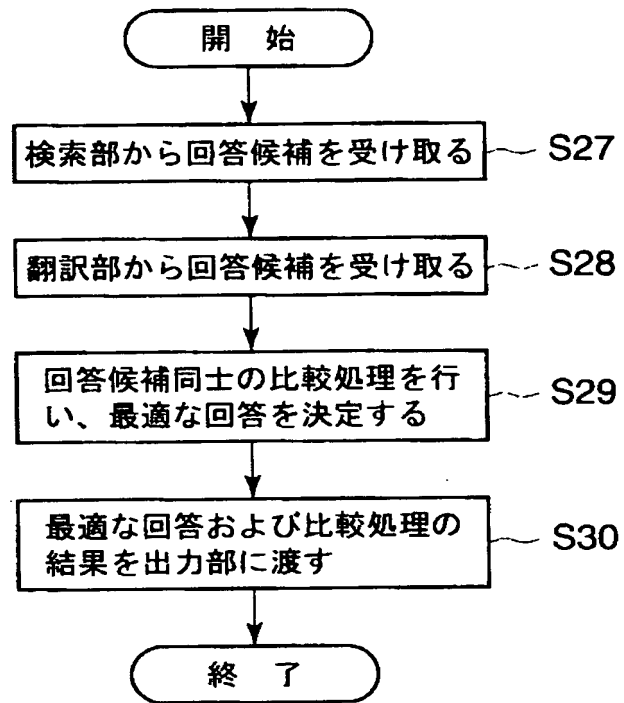 開 始
検索部から回答候補を受け取る
S27
翻訳部から回答候補を受け取る
S28
回答候補同士の比較処理を行
い、最適な回答を決定する
S29
最適な回答および比較処理の
結果を出力部に渡す
S30
終 了